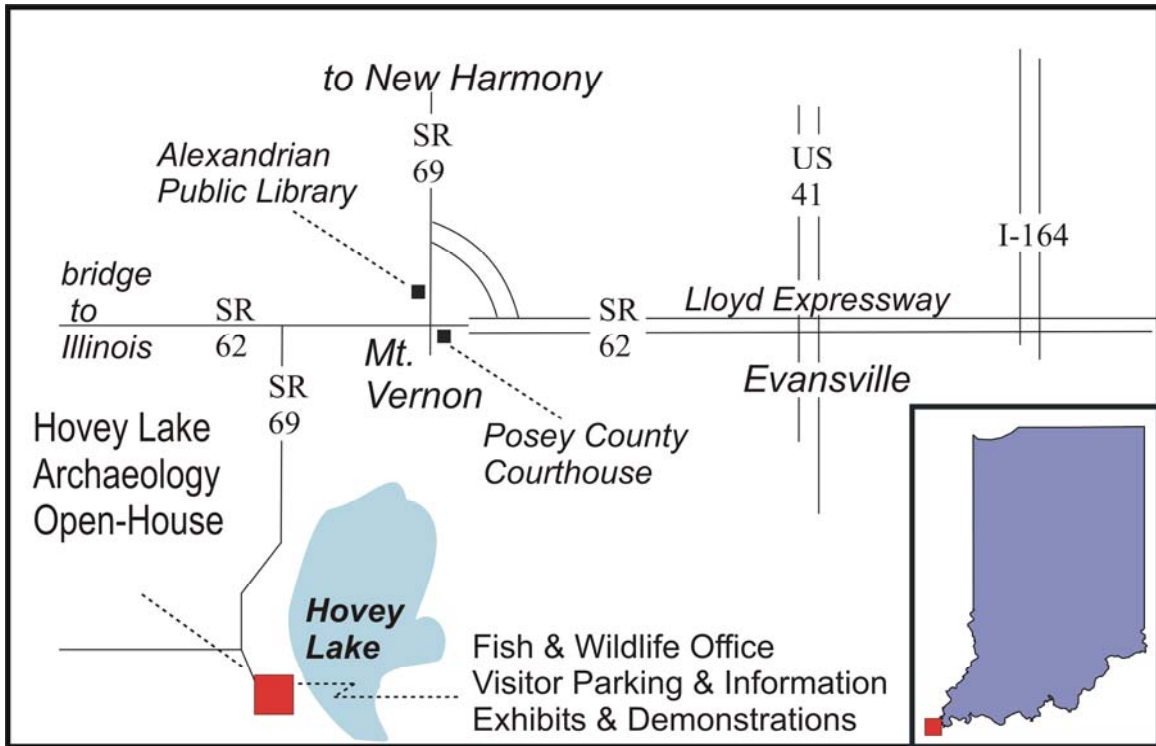 to New Harmony
SR
69
Alexandrian
Public Library
US
41
I-164
bridge
to
Illinois
SR
62
Lloyd Expressway
SR
62
Mt.
Vernon
Evansville
SR
69
Hovey Lake
Archaeology
Open-House
Posey County
Courthouse
Hovey
Lake
Fish & Wildlife Office
Visitor Parking & Information
Exhibits & Demonstrations